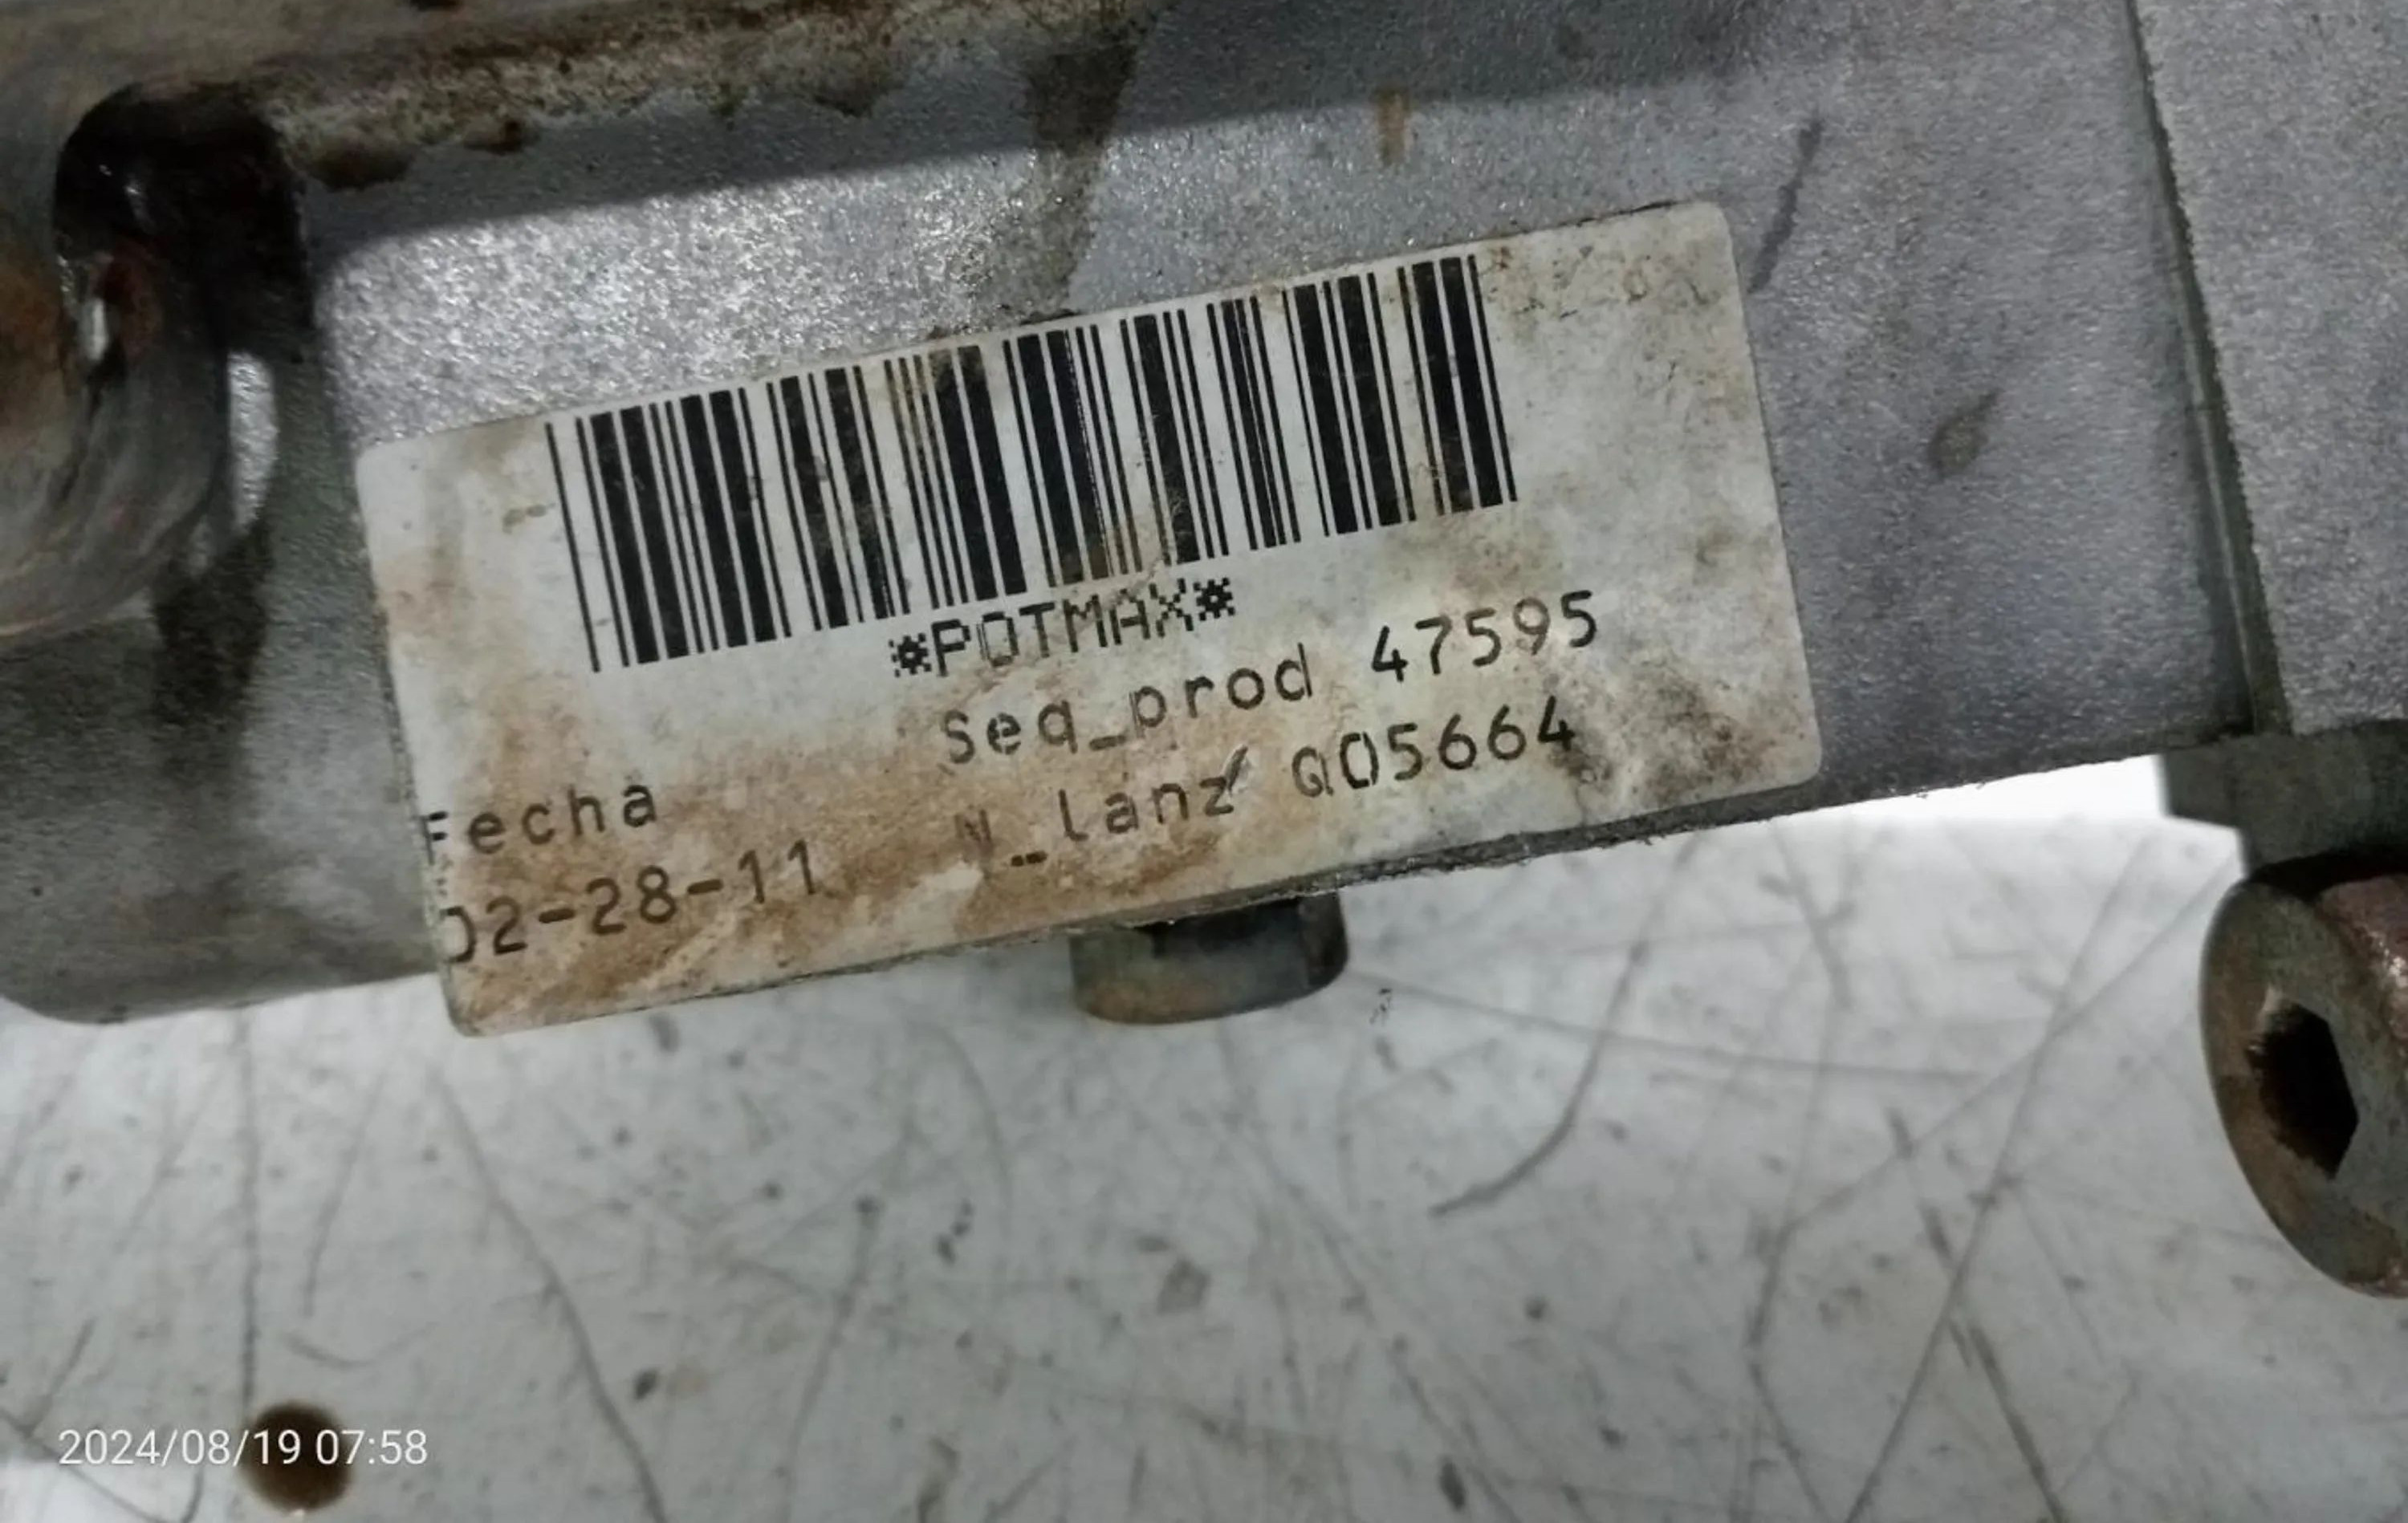 *POTMAX*
Seq_prod 47595
Fecha
N_lanz Q05664
02-28-11
2024/08/19 07:58